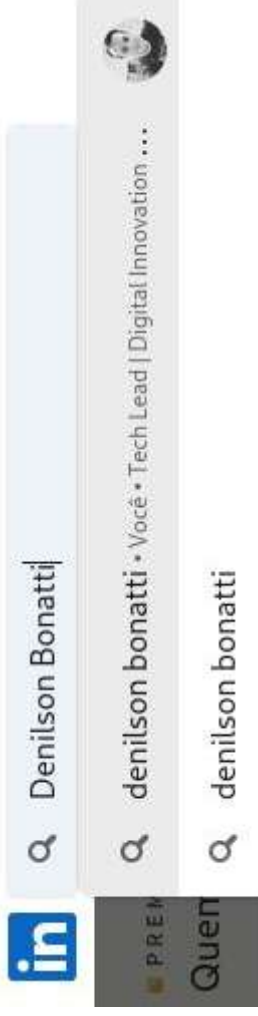 in
Denilson Bonatti
denilson bonatti • Você • Tech Lead | Digital Innovation ...
denilson bonatti
PREM
Quem